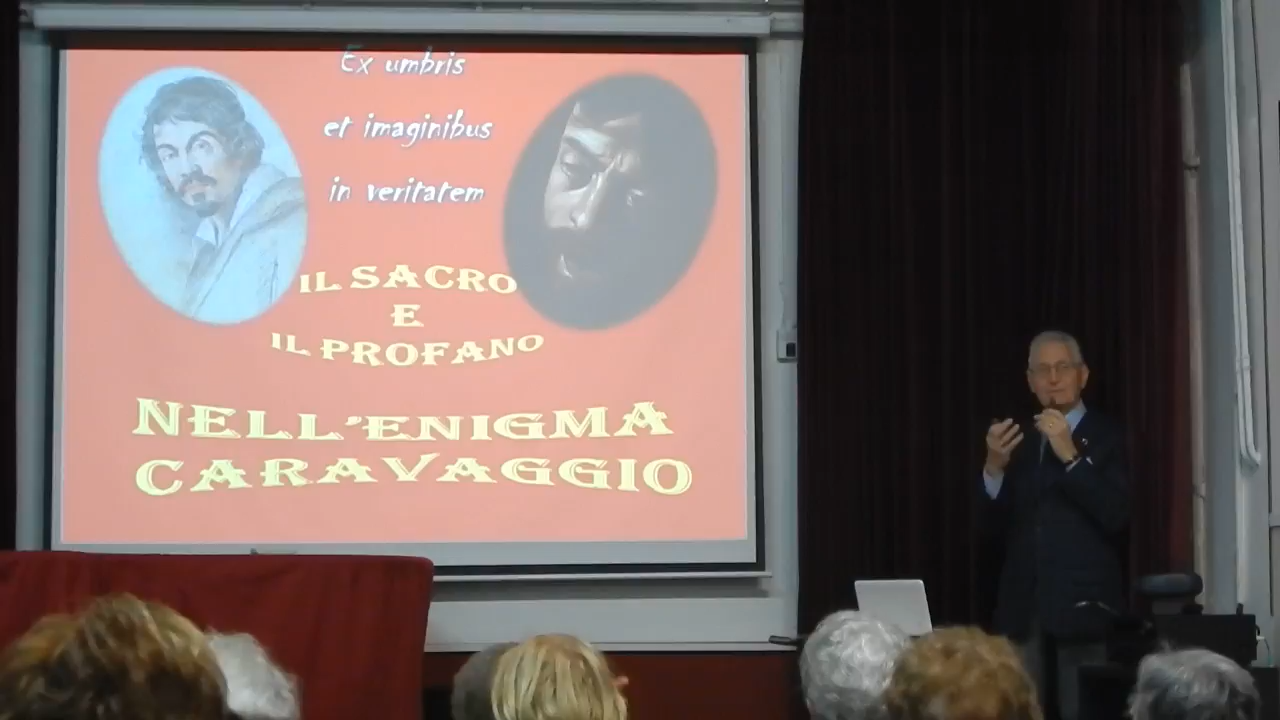 Ex umbris
et imaginibus
in veritatem
IL SACRO
E
IL PROFANO
NELL'ENIGMA
CARAVAGGIO